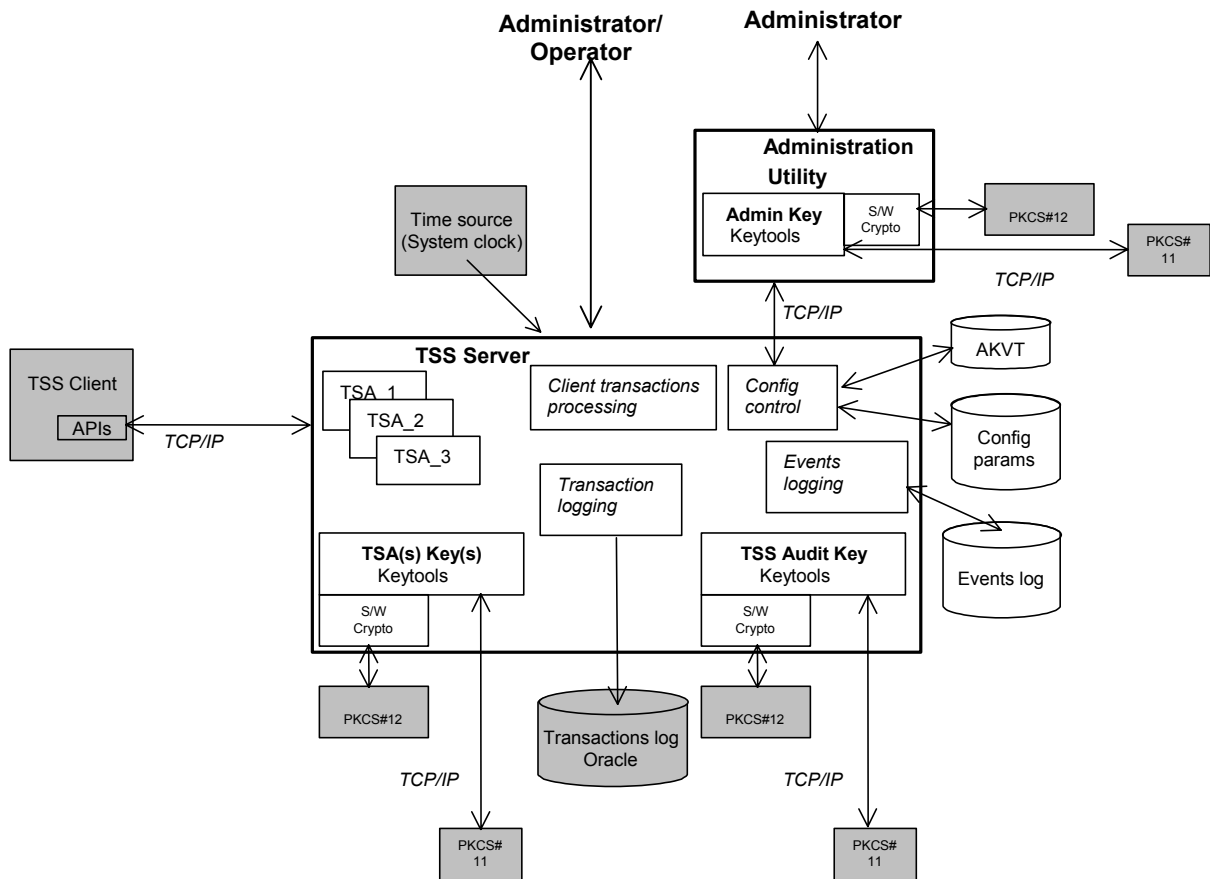 Administrator/
Operator
Administrator
Administration
Utility
Admin Key
Keytools
S/W
Crypto
PKCS#12
PKCS#
11
TCP/IP
Time source
(System clock)
TCP/IP
TSS Server
AKVT
TSS Client
APIs
TCP/IP
TSA_1
TSA_2
TSA_3
Client transactions
processing
Config
control
Config
params
Events
logging
Transaction
logging
Events log
TSA(s) Key(s)
Keytools
S/W
Crypto
TSS Audit Key
Keytools
S/W
Crypto
PKCS#12
Transactions log
Oracle
PKCS#12
TCP/IP
TCP/IP
PKCS#
11
PKCS#
11